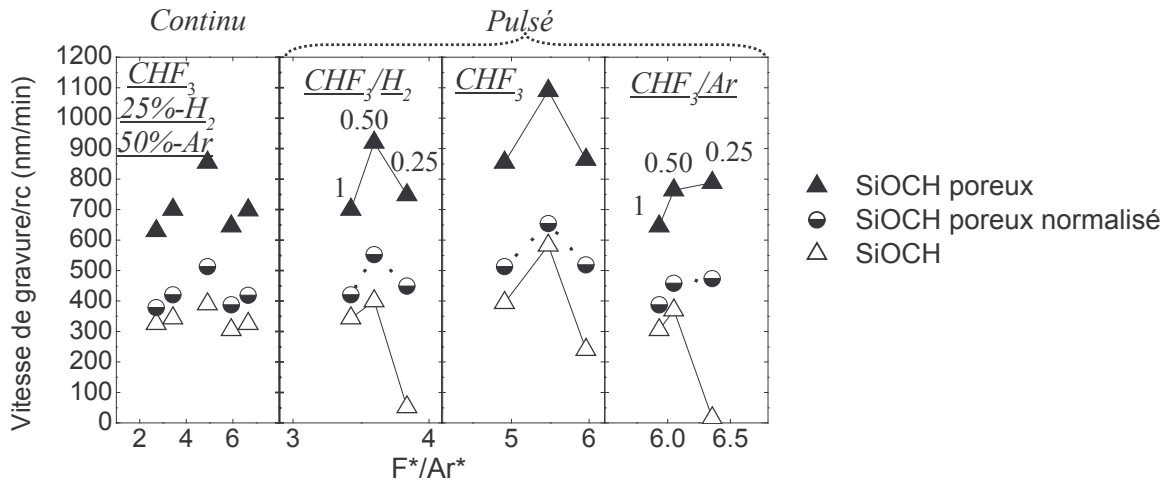 Continu Pulsé
1200 1100 1000 900 800 700 600 500 400 300 200 100 0
Vitesse de gravure/rc (nm/min)
CHF3
25%-H2
50%-Ar
CHF3/H2
0.50
1
0.25
CHF3
CHF3/Ar
0.50
0.25
1
2 4 6 3 4 5 6 6.0 6.5
F*/Ar*
SiOCH poreux
SiOCH poreux normalisé
SiOCH